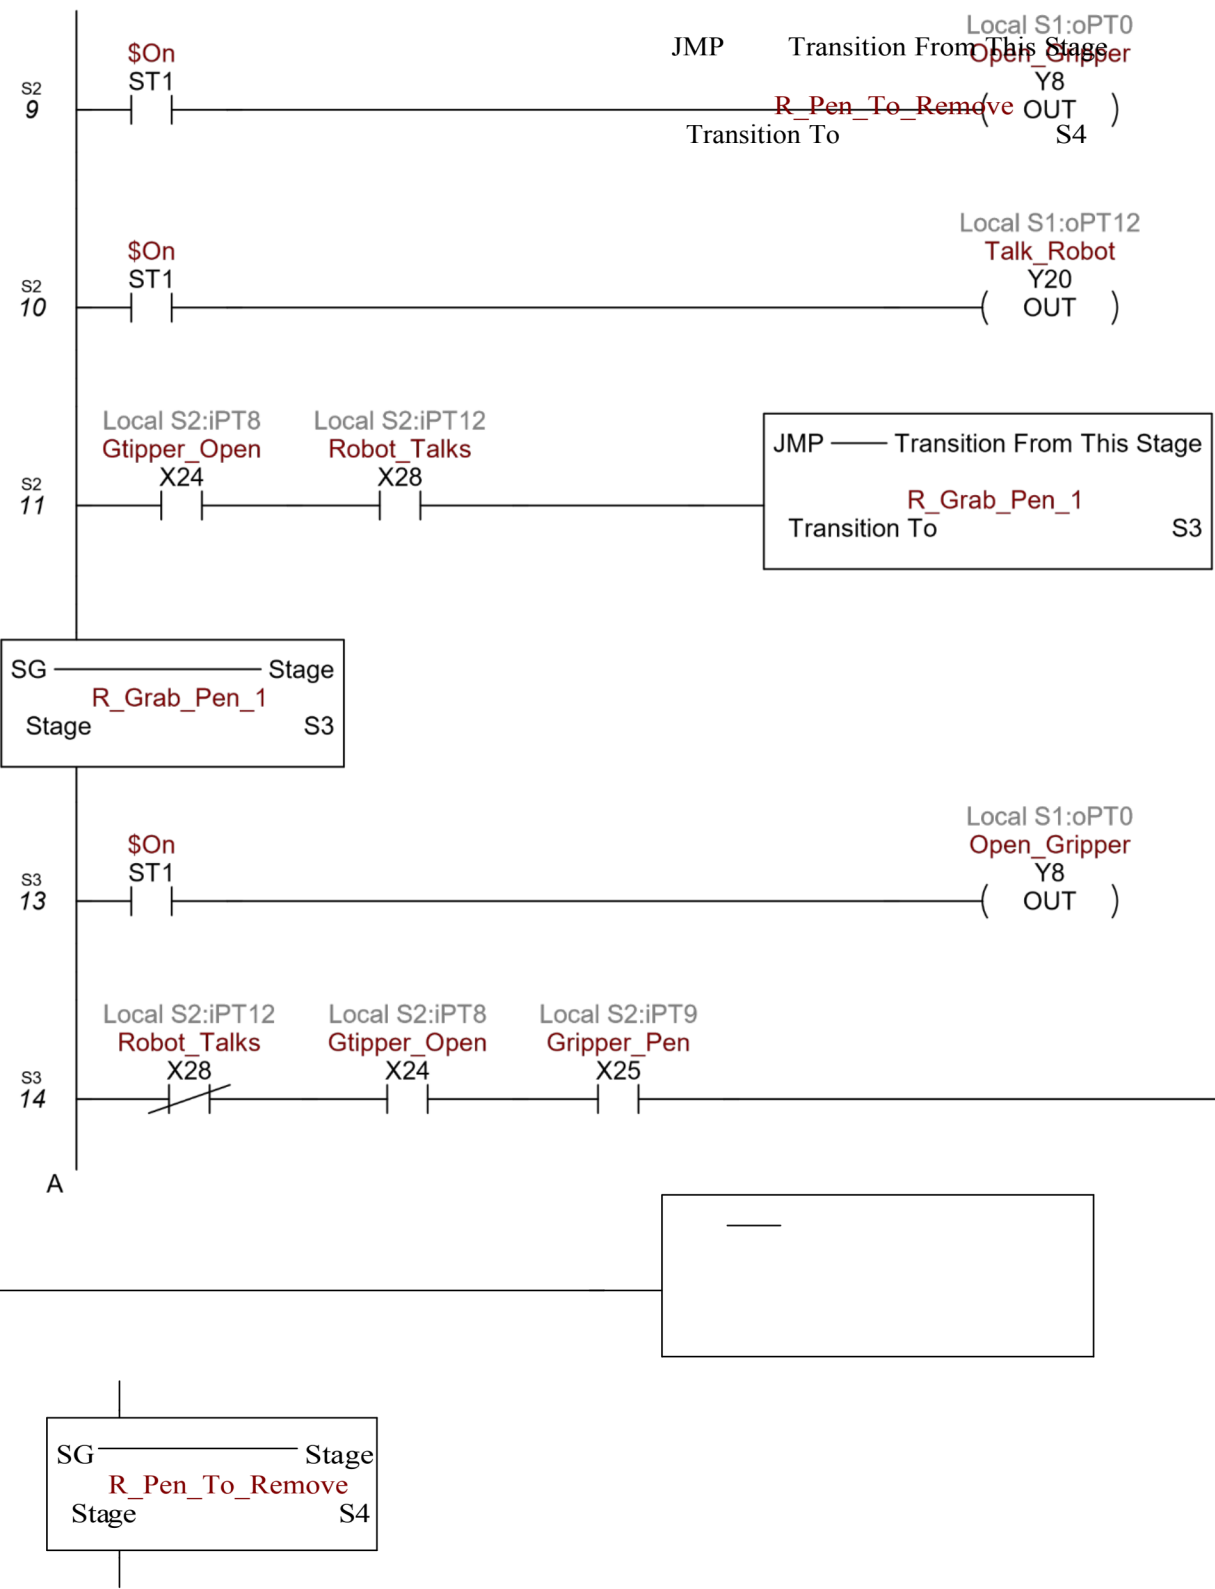 Local S1:oPT0
JMP Transition From This Stage
$On Open_Gripper
ST1 Y8
S2
9 R_Pen_To_Remove ( OUT )
Transition To S4
Local S1:oPT12
$On Talk_Robot
ST1 Y20
S2
10 ( OUT )
Local S2:iPT8 Local S2:iPT12
Gtipper_Open Robot_Talks
X24 X28
JMP Transition From This Stage
S2
11
R_Grab_Pen_1
Transition To S3
SG Stage
R_Grab_Pen_1
Stage S3
Local S1:oPT0
$On Open_Gripper
ST1 Y8
S3
13 ( OUT )
Local S2:iPT12 Local S2:iPT8 Local S2:iPT9
Robot_Talks Gtipper_Open Gripper_Pen
X28 X24 X25
S3
14
A
SG Stage
R_Pen_To_Remove
Stage S4